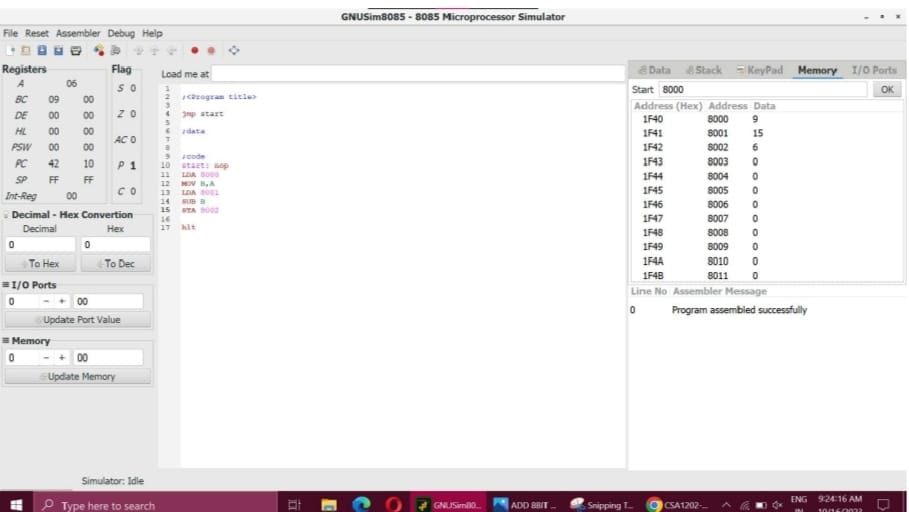 GNUSim8085 - 8085 Microprocessor Simulator
File Reset Assembler Debug Help
Registers
A 06
BC 09 00
DE 00 00
HL 00 00
PSW 00 00
PC 42 10
SP FF FF
Int-Reg 00
Flag
S 0
Z 0
AC 0
P 1
C 0
Decimal - Hex Convertion
Decimal Hex
0 0
To Hex To Dec
I/O Ports
0 - + 00
Update Port Value
Memory
0 - + 00
Update Memory
Load me at
1
2 ;<Program title>
3
4 jmp start
5
6 ;data
7
8
9 ;code
10 start: nop
11 LDA 8000
12 MOV B,A
13 LDA 8001
14 SUB B
15 STA 8002
16
17 hlt
Data Stack KeyPad Memory I/O Ports
Start 8000 OK
Address (Hex) Address Data
1F40 8000 9
1F41 8001 15
1F42 8002 6
1F43 8003 0
1F44 8004 0
1F45 8005 0
1F46 8006 0
1F47 8007 0
1F48 8008 0
1F49 8009 0
1F4A 8010 0
1F4B 8011 0
Line No Assembler Message
0 Program assembled successfully
Simulator: Idle
Type here to search
GNUSim80...
ADD 8BIT ...
Snipping T...
CSA1202-...
ENG
IN
9:24:16 AM
10/16/2023